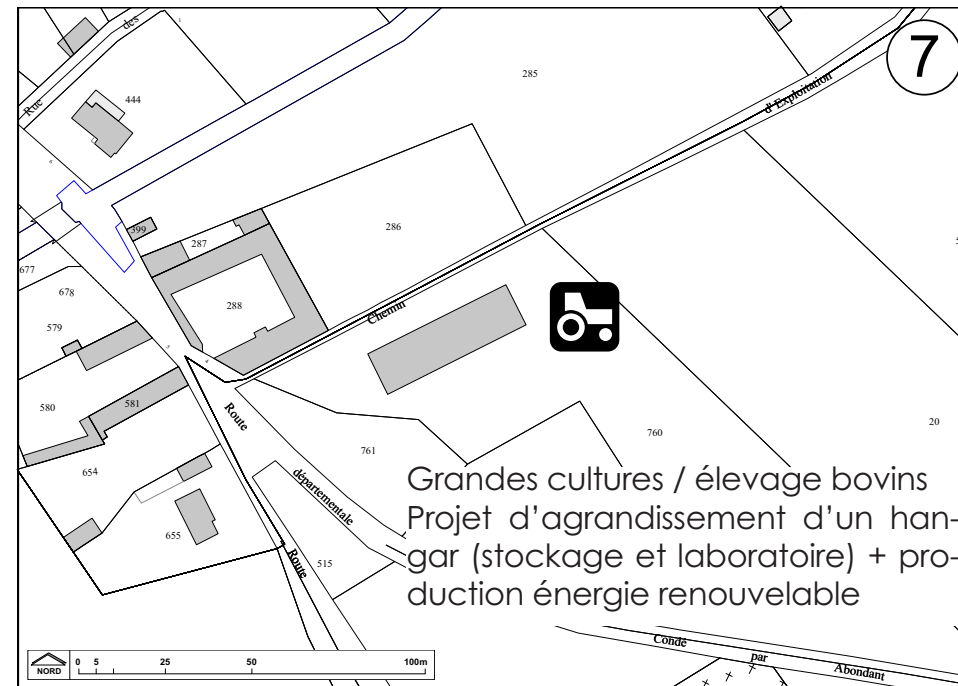 des
7
285
Rue
444
d'Exploitation
399
287
286
677
678
288
579
Chemin
580
581
Route
20
760
761
654
départementale
Grandes cultures / élevage bovins
Projet d'agrandissement d'un han-
gar (stockage et laboratoire) + pro-
duction énergie renouvelable
655
515
Route
Condé
par
Abondant
NORD
0 5 25 50 100m